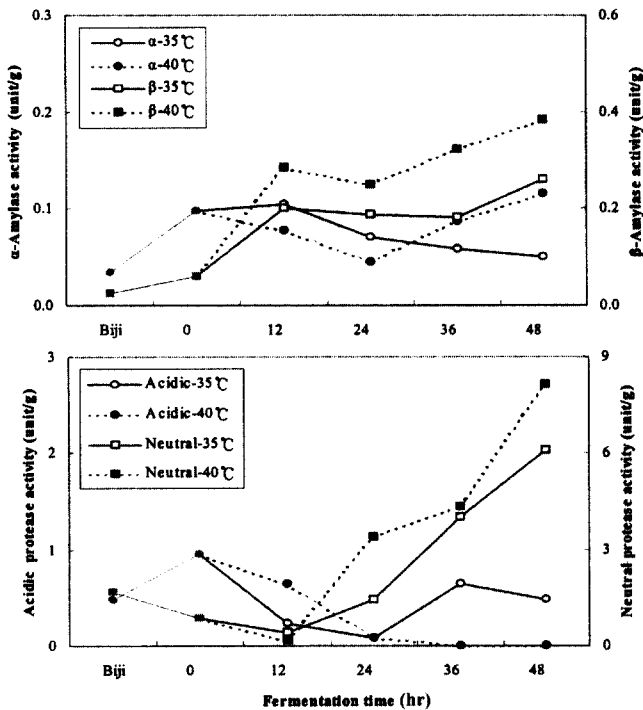 0.3
0.2
0.1
0.0
α-Amylase activity (unit/g)
α-35℃
α-40℃
β-35℃
β-40℃
0.6
0.4
0.2
0.0
β-Amylase activity (unit/g)
Biji 0 12 24 36 48
3
2
1
0
Acidic protease activity (unit/g)
Acidic-35℃
Acidic-40℃
Neutral-35℃
Neutral-40℃
9
6
3
0
Neutral protease activity (unit/g)
Biji 0 12 24 36 48
Fermentation time (hr)